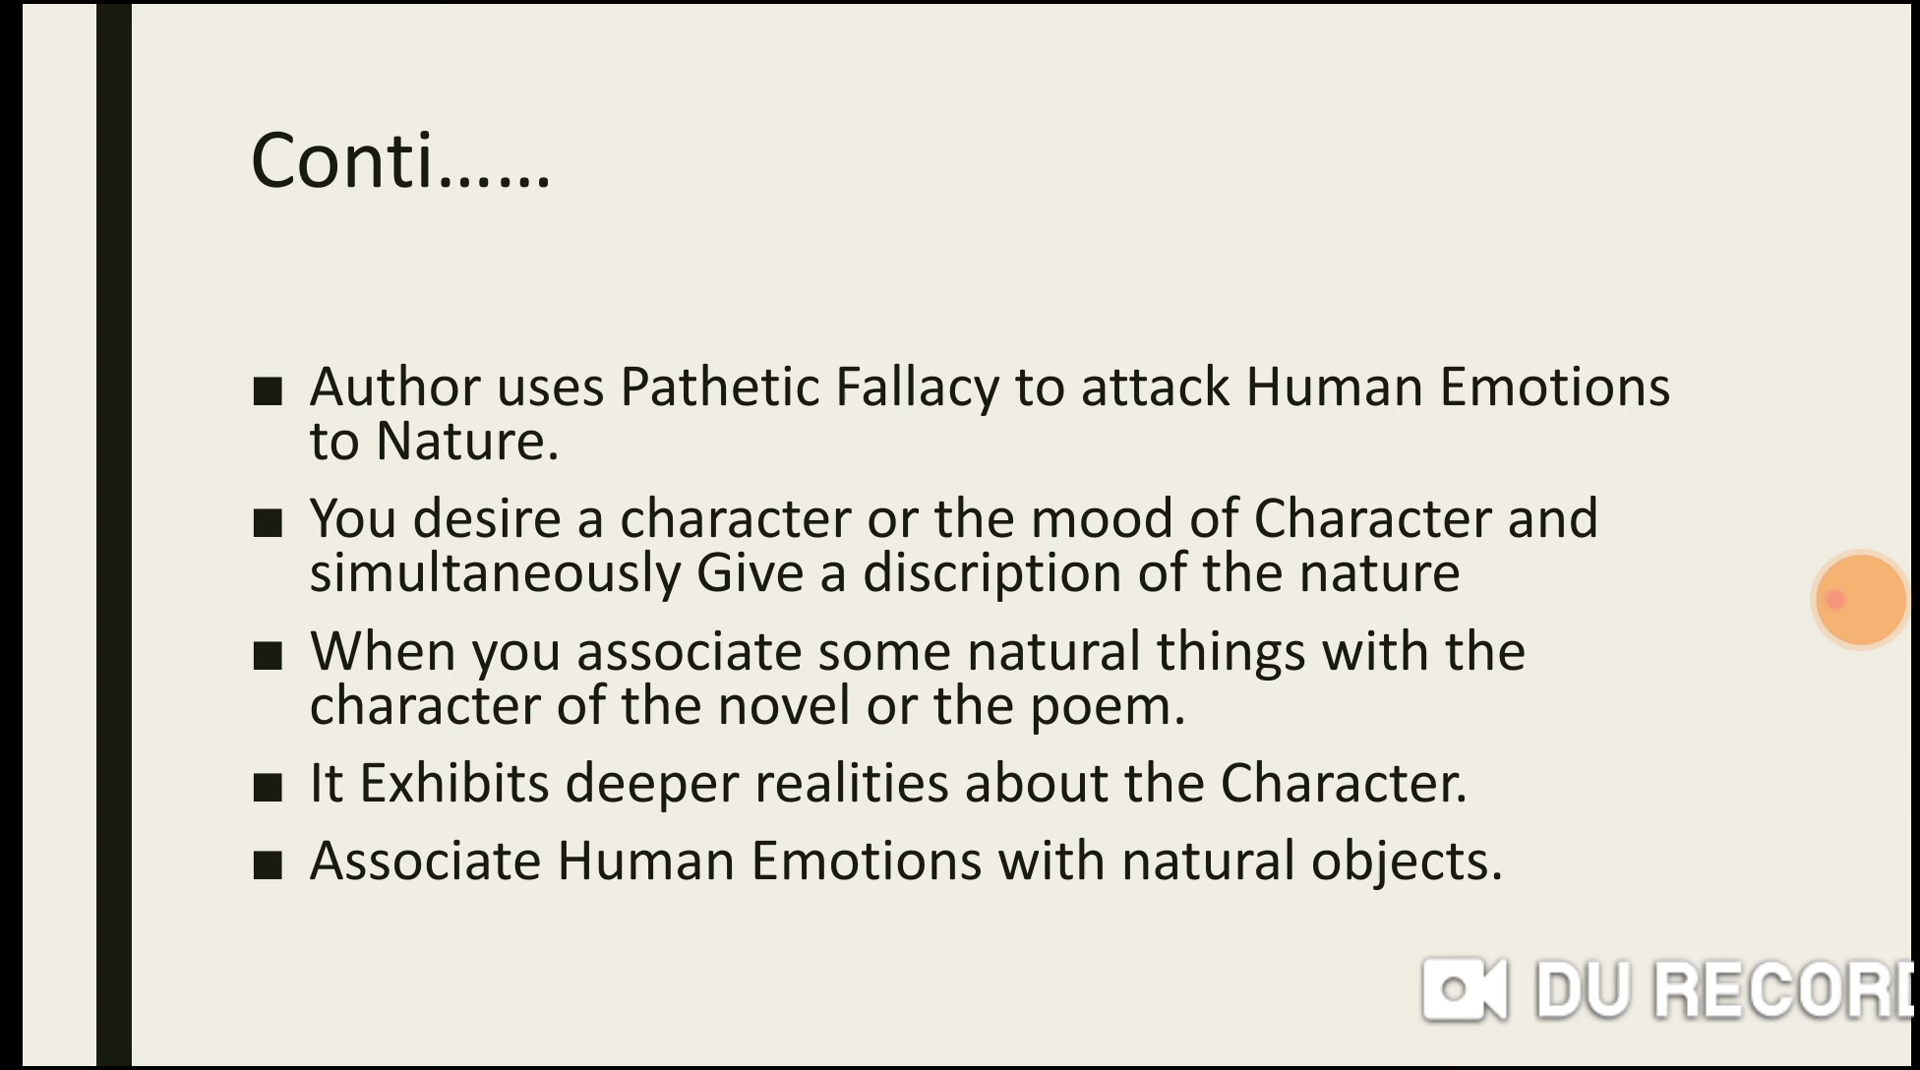 Conti......
■ Author uses Pathetic Fallacy to attack Human Emotions
to Nature.
■ You desire a character or the mood of Character and
simultaneously Give a discription of the nature
■ When you associate some natural things with the
character of the novel or the poem.
■ It Exhibits deeper realities about the Character.
■ Associate Human Emotions with natural objects.
DU RECORD